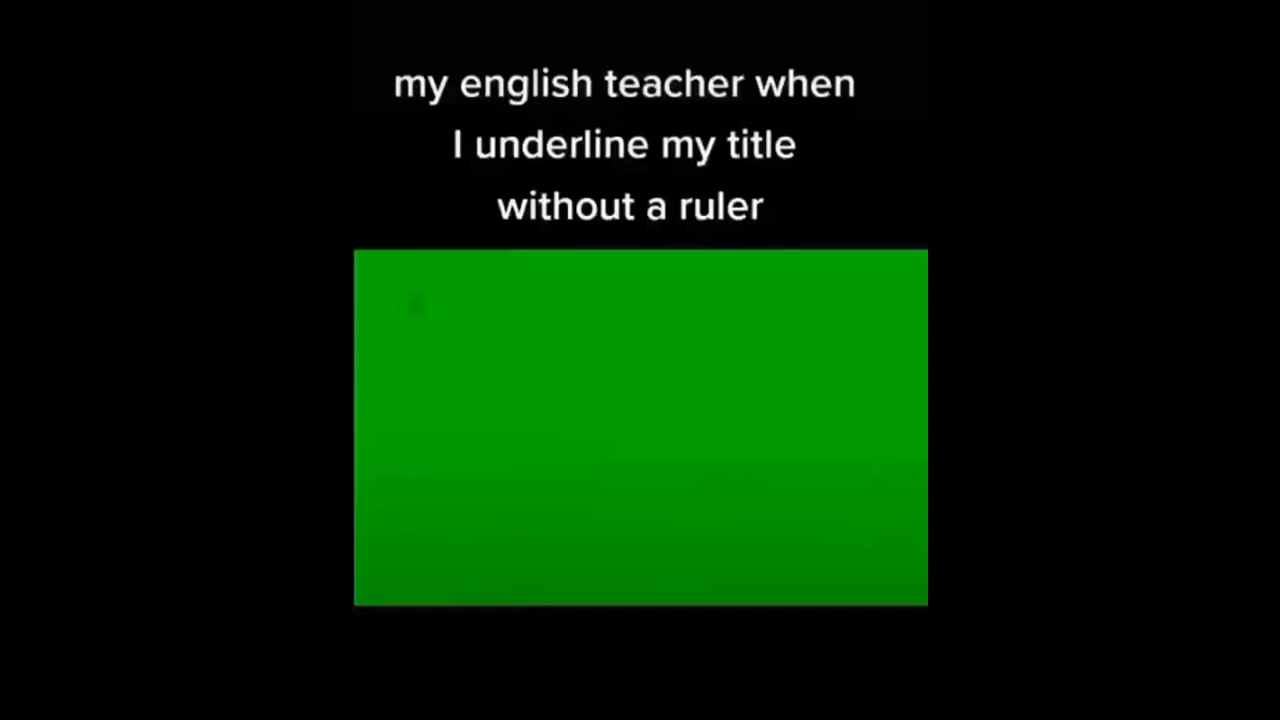 my english teacher when
I underline my title
without a ruler